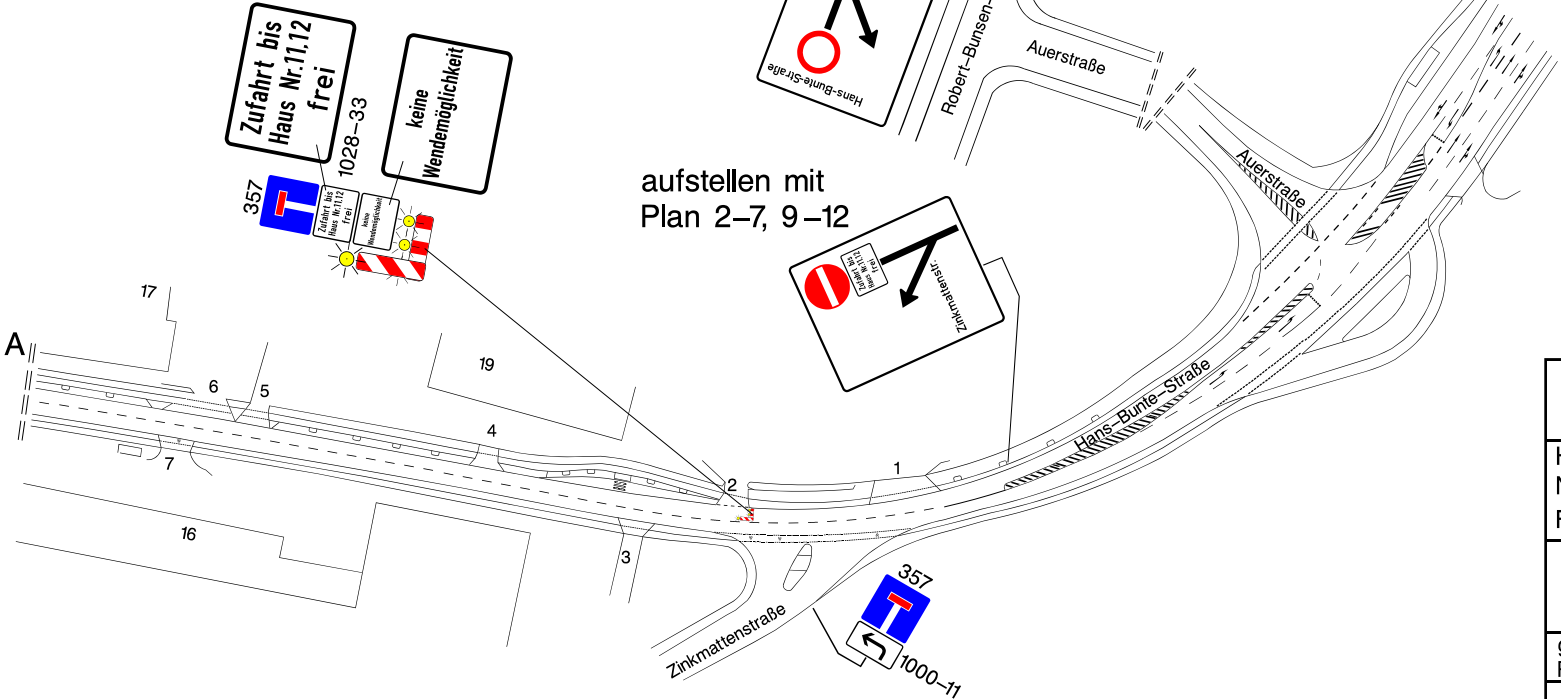 Zufahrt bis
Haus Nr.11.12
frei
1028–33
keine
Wendemöglichkeit
357
Zufahrt bis
Haus Nr.11.12
frei
keine
Wendemöglichkeit
Hans-Bunte-Straße
Robert–Bunsen–
Auerstraße
Auerstraße
aufstellen mit
Plan 2–7, 9–12
Zufahrt bis
Haus Nr.11.12
frei
Zinkmattenstr.
A
17
19
6
5
4
7
16
3
2
1
Hans–Bunte–Straße
Zinkmattenstraße
357
1000–11